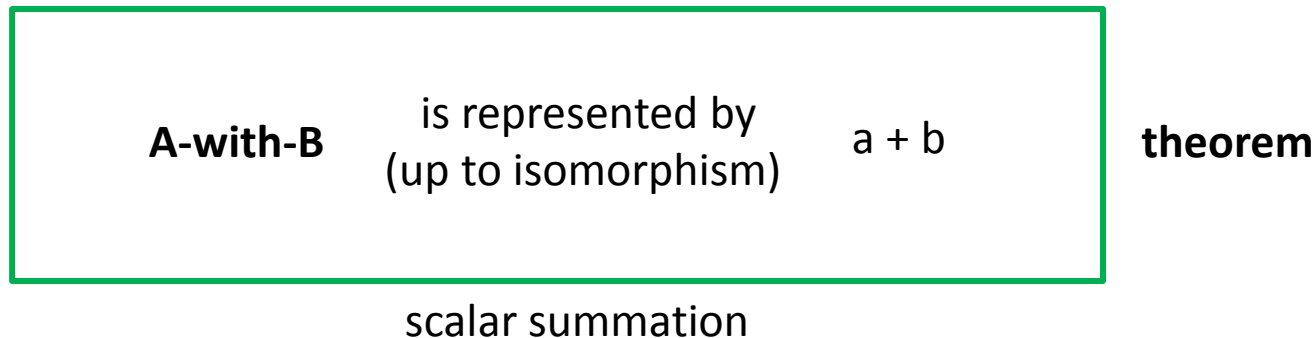 A-with-B is represented by (up to isomorphism) a + b theorem
scalar summation